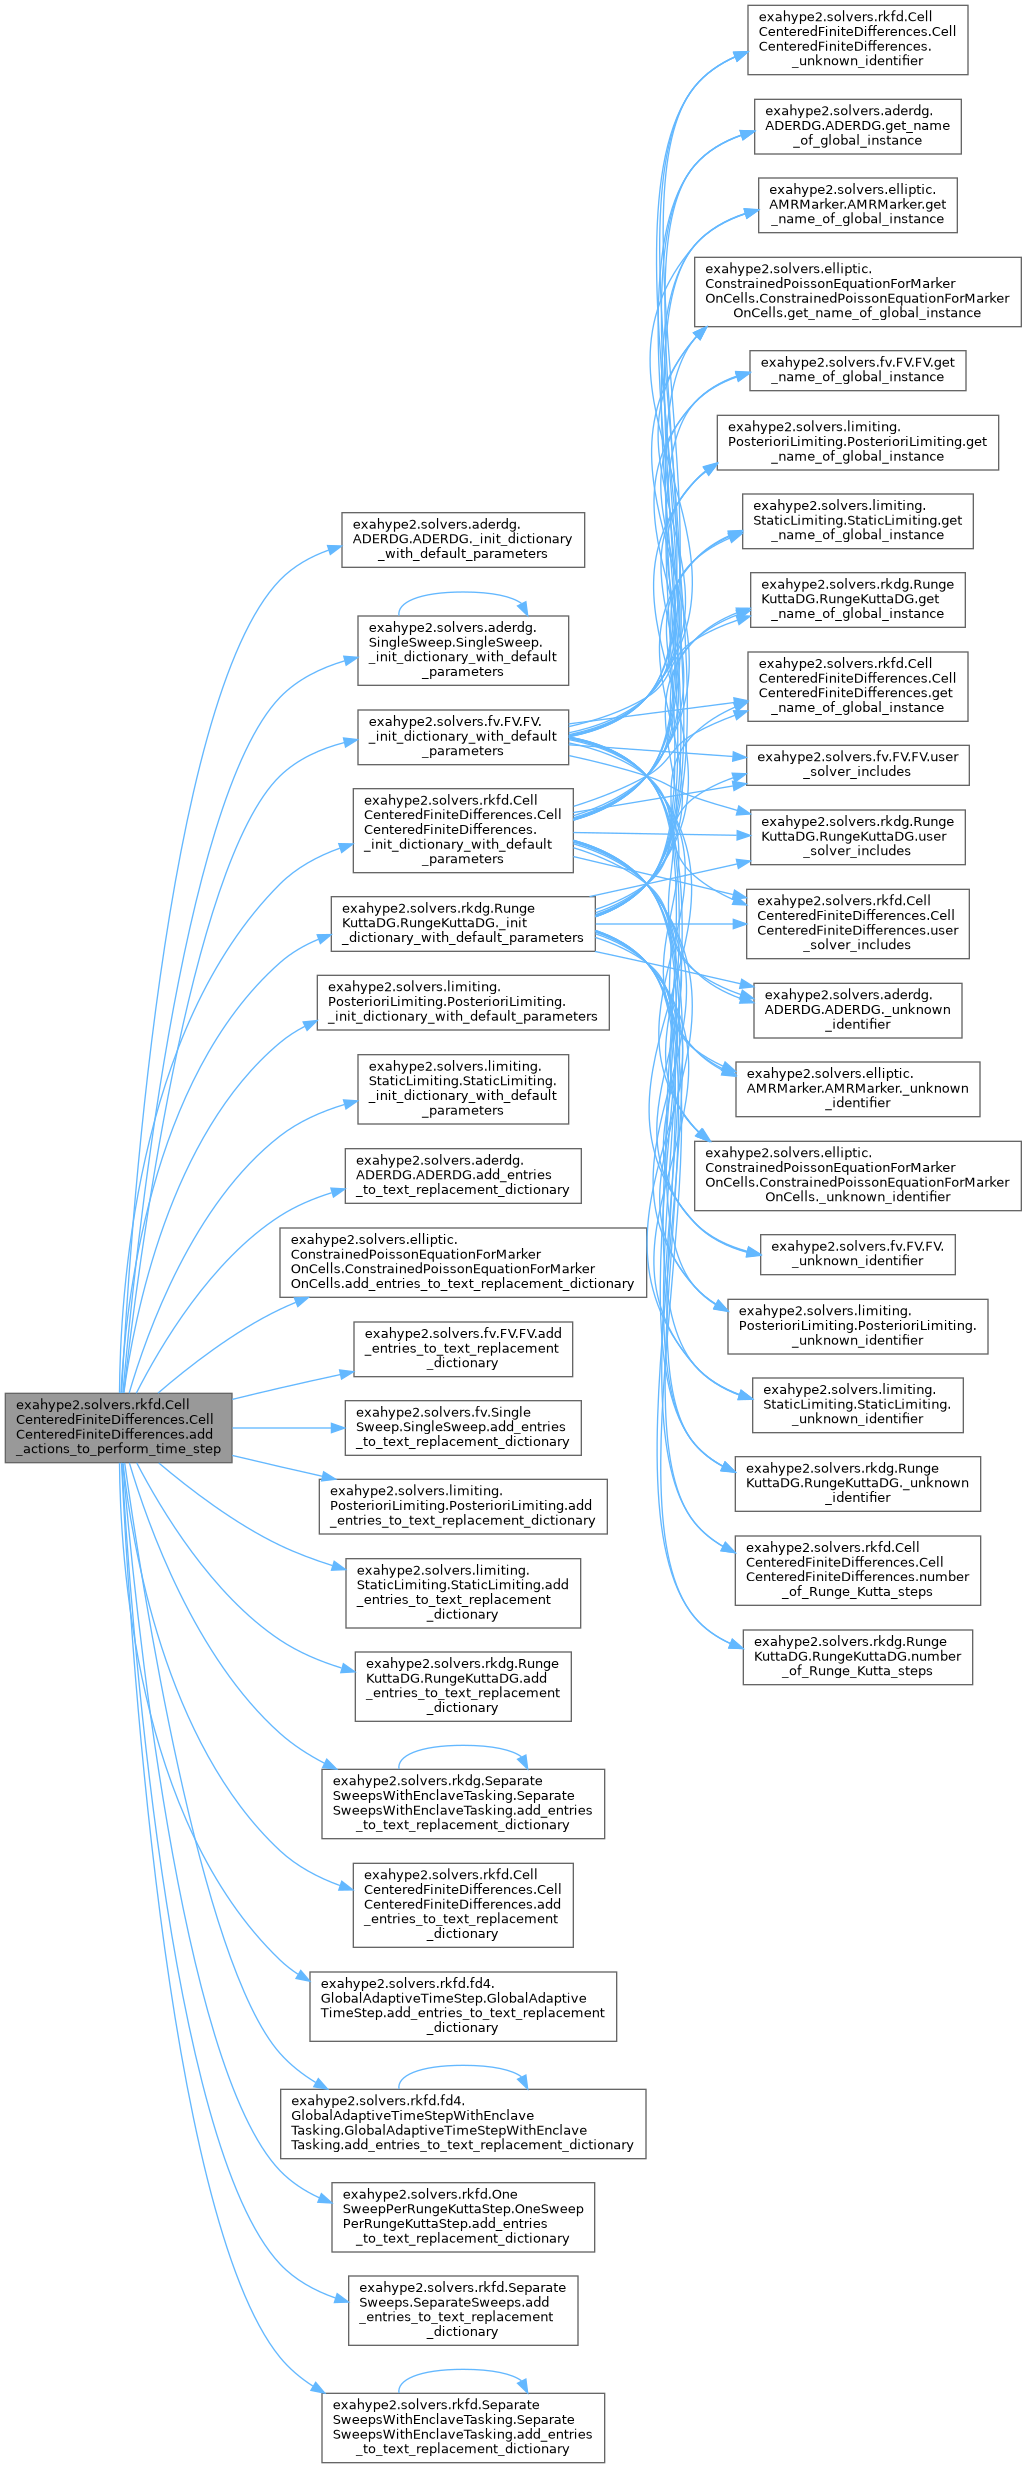 exahype2.solvers.rkfd.Cell
CenteredFiniteDifferences.Cell
CenteredFiniteDifferences.add
_actions_to_perform_time_step
exahype2.solvers.aderdg.
ADERDG.ADERDG._init_dictionary
_with_default_parameters
exahype2.solvers.aderdg.
SingleSweep.SingleSweep.
_init_dictionary_with_default
_parameters
exahype2.solvers.fv.FV.FV.
_init_dictionary_with_default
_parameters
exahype2.solvers.rkfd.Cell
CenteredFiniteDifferences.Cell
CenteredFiniteDifferences.
_init_dictionary_with_default
_parameters
exahype2.solvers.rkdg.Runge
KuttaDG.RungeKuttaDG._init
_dictionary_with_default_parameters
exahype2.solvers.limiting.
PosterioriLimiting.PosterioriLimiting.
_init_dictionary_with_default_parameters
exahype2.solvers.limiting.
StaticLimiting.StaticLimiting.
_init_dictionary_with_default
_parameters
exahype2.solvers.aderdg.
ADERDG.ADERDG.add_entries
_to_text_replacement_dictionary
exahype2.solvers.elliptic.
ConstrainedPoissonEquationForMarker
OnCells.ConstrainedPoissonEquationForMarker
OnCells.add_entries_to_text_replacement_dictionary
exahype2.solvers.fv.FV.FV.add
_entries_to_text_replacement
_dictionary
exahype2.solvers.fv.Single
Sweep.SingleSweep.add_entries
_to_text_replacement_dictionary
exahype2.solvers.limiting.
PosterioriLimiting.PosterioriLimiting.add
_entries_to_text_replacement_dictionary
exahype2.solvers.limiting.
StaticLimiting.StaticLimiting.add
_entries_to_text_replacement
_dictionary
exahype2.solvers.rkdg.Runge
KuttaDG.RungeKuttaDG.add
_entries_to_text_replacement
_dictionary
exahype2.solvers.rkdg.Separate
SweepsWithEnclaveTasking.Separate
SweepsWithEnclaveTasking.add_entries
_to_text_replacement_dictionary
exahype2.solvers.rkfd.Cell
CenteredFiniteDifferences.Cell
CenteredFiniteDifferences.add
_entries_to_text_replacement
_dictionary
exahype2.solvers.rkfd.fd4.
GlobalAdaptiveTimeStep.GlobalAdaptive
TimeStep.add_entries_to_text_replacement
_dictionary
exahype2.solvers.rkfd.fd4.
GlobalAdaptiveTimeStepWithEnclave
Tasking.GlobalAdaptiveTimeStepWithEnclave
Tasking.add_entries_to_text_replacement_dictionary
exahype2.solvers.rkfd.One
SweepPerRungeKuttaStep.OneSweep
PerRungeKuttaStep.add_entries
_to_text_replacement_dictionary
exahype2.solvers.rkfd.Separate
Sweeps.SeparateSweeps.add
_entries_to_text_replacement
_dictionary
exahype2.solvers.rkfd.Separate
SweepsWithEnclaveTasking.Separate
SweepsWithEnclaveTasking.add_entries
_to_text_replacement_dictionary
exahype2.solvers.rkfd.Cell
CenteredFiniteDifferences.Cell
CenteredFiniteDifferences.
_unknown_identifier
exahype2.solvers.aderdg.
ADERDG.ADERDG.get_name
_of_global_instance
exahype2.solvers.elliptic.
AMRMarker.AMRMarker.get
_name_of_global_instance
exahype2.solvers.elliptic.
ConstrainedPoissonEquationForMarker
OnCells.ConstrainedPoissonEquationForMarker
OnCells.get_name_of_global_instance
exahype2.solvers.fv.FV.FV.get
_name_of_global_instance
exahype2.solvers.limiting.
PosterioriLimiting.PosterioriLimiting.get
_name_of_global_instance
exahype2.solvers.limiting.
StaticLimiting.StaticLimiting.get
_name_of_global_instance
exahype2.solvers.rkdg.Runge
KuttaDG.RungeKuttaDG.get
_name_of_global_instance
exahype2.solvers.rkfd.Cell
CenteredFiniteDifferences.Cell
CenteredFiniteDifferences.get
_name_of_global_instance
exahype2.solvers.fv.FV.FV.user
_solver_includes
exahype2.solvers.rkdg.Runge
KuttaDG.RungeKuttaDG.user
_solver_includes
exahype2.solvers.rkfd.Cell
CenteredFiniteDifferences.Cell
CenteredFiniteDifferences.user
_solver_includes
exahype2.solvers.aderdg.
ADERDG.ADERDG._unknown
_identifier
exahype2.solvers.elliptic.
AMRMarker.AMRMarker._unknown
_identifier
exahype2.solvers.elliptic.
ConstrainedPoissonEquationForMarker
OnCells.ConstrainedPoissonEquationForMarker
OnCells._unknown_identifier
exahype2.solvers.fv.FV.FV.
_unknown_identifier
exahype2.solvers.limiting.
PosterioriLimiting.PosterioriLimiting.
_unknown_identifier
exahype2.solvers.limiting.
StaticLimiting.StaticLimiting.
_unknown_identifier
exahype2.solvers.rkdg.Runge
KuttaDG.RungeKuttaDG._unknown
_identifier
exahype2.solvers.rkfd.Cell
CenteredFiniteDifferences.Cell
CenteredFiniteDifferences.number
_of_Runge_Kutta_steps
exahype2.solvers.rkdg.Runge
KuttaDG.RungeKuttaDG.number
_of_Runge_Kutta_steps